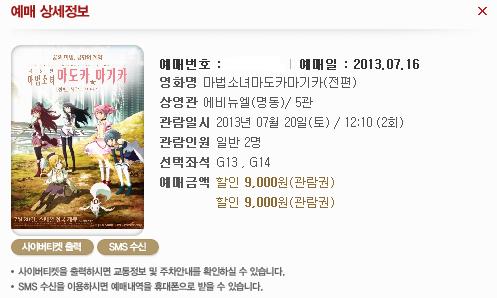 예매 상세정보
극장판
마법소녀 마도카★마기카
예매번호 : | 예매일 : 2013.07.16
영화명 마법소녀마도카마기카(전편)
상영관 에비뉴엘(명동)/ 5관
관람일시 2013년 07월 20일(토) / 12:10 (2회)
관람인원 일반 2명
선택좌석 G13 , G14
예매금액 할인 9,000원(관람권)
할인 9,000원(관람권)
사이버티켓 출력 SMS 수신
• 사이버티켓을 출력하시면 교통정보 및 주차안내를 확인하실 수 있습니다.
• SMS 수신을 이용하시면 예매내역을 휴대폰으로 받을 수 있습니다.